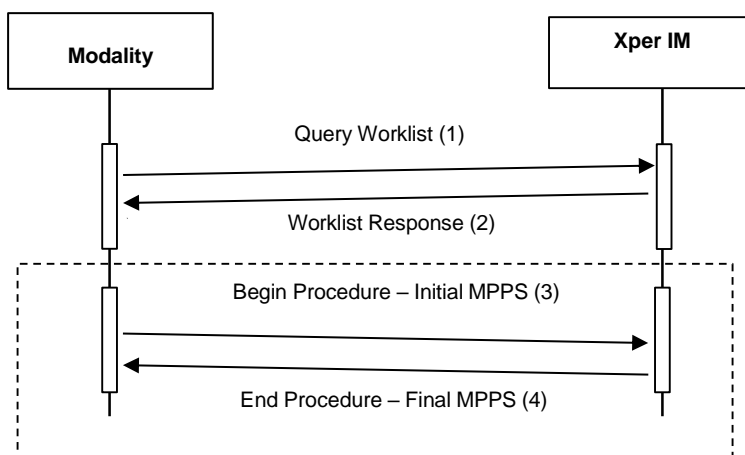 Modality
Xper IM
Query Worklist (1)
Worklist Response (2)
Begin Procedure – Initial MPPS (3)
End Procedure – Final MPPS (4)